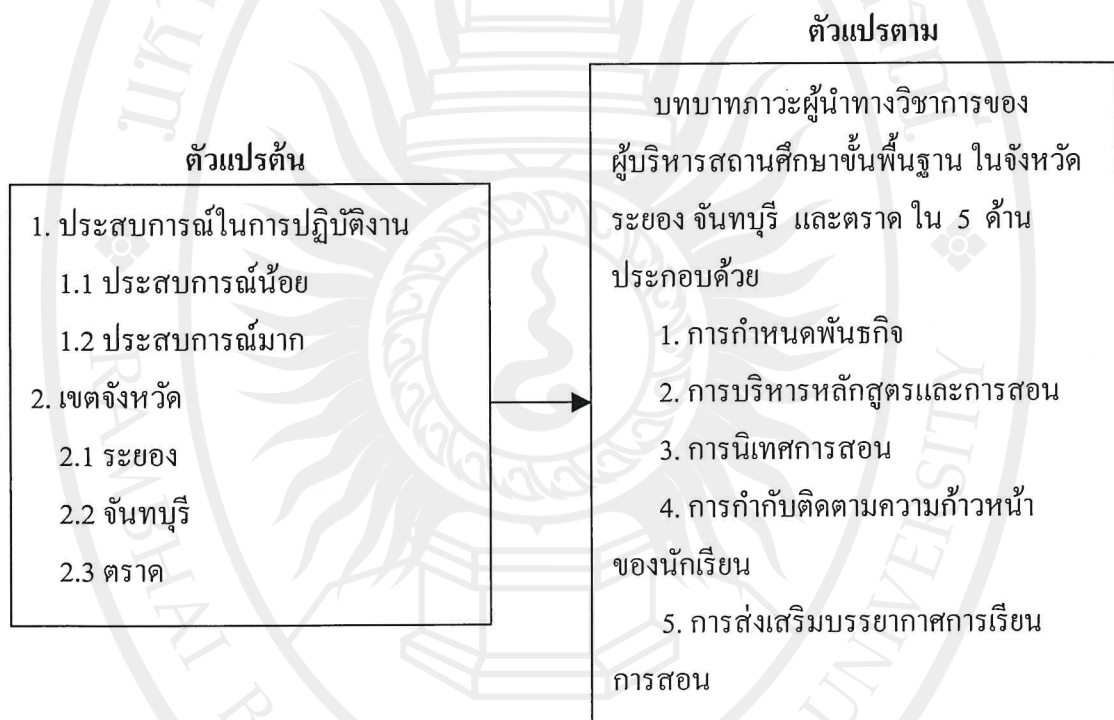 ตัวแปรต้น
1. ประสบการณ์ในการปฏิบัติงาน
1.1 ประสบการณ์น้อย
1.2 ประสบการณ์มาก
2. เขตจังหวัด
2.1 ระยอง
2.2 จันทบุรี
2.3 ตราด
ตัวแปรตาม
บทบาทภาวะผู้นำทางวิชาการของ
ผู้บริหารสถานศึกษาขั้นพื้นฐาน ในจังหวัด
ระยอง จันทบุรี และตราด ใน 5 ด้าน
ประกอบด้วย
1. การกำหนดพันธกิจ
2. การบริหารหลักสูตรและการสอน
3. การนิเทศการสอน
4. การกำกับติดตามความก้าวหน้า
ของนักเรียน
5. การส่งเสริมบรรยากาศการเรียน
การสอน
UNIVERSITY